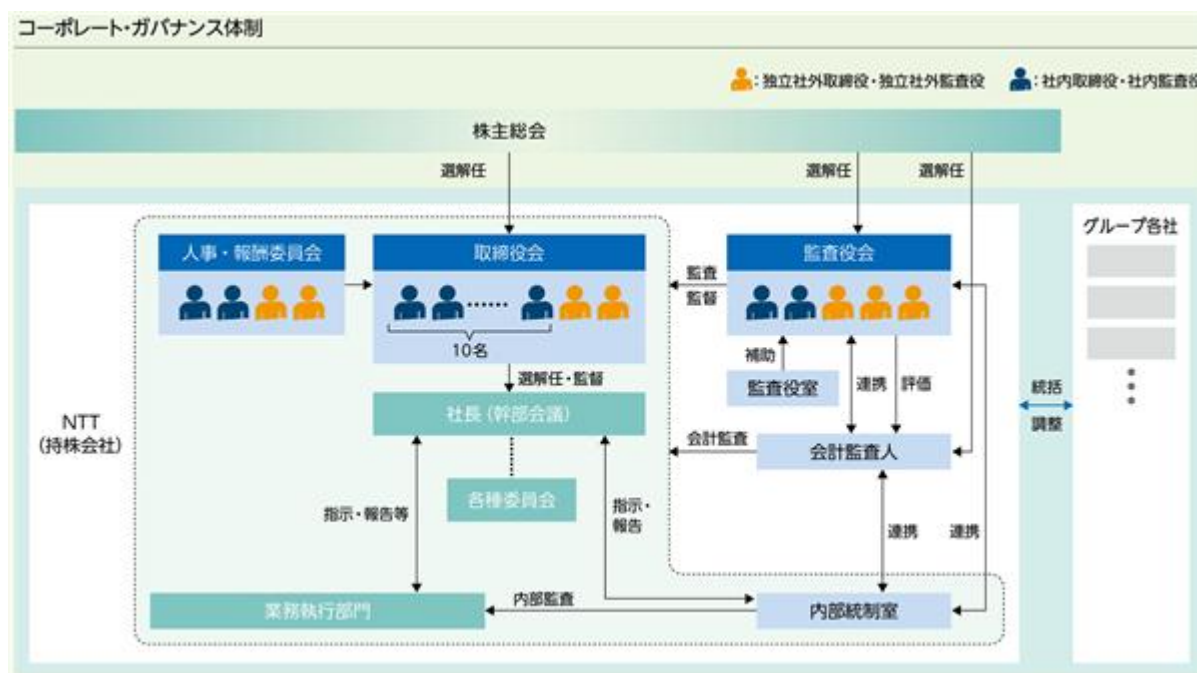 コーポレート・ガバナンス体制
：独立社外取締役・独立社外監査役
：社内取締役・社内監査役
株主総会
選解任
選解任
選解任
グループ各社
人事・報酬委員会
取締役会
監査役会
監査
監督
10名
補助
選解任・監督
監査役室
連携
評価
統括
調整
NTT
(持株会社)
社長(幹部会議)
会計監査
会計監査人
各種委員会
指示・報告等
指示・
報告
連携
連携
内部監査
業務執行部門
内部統制室